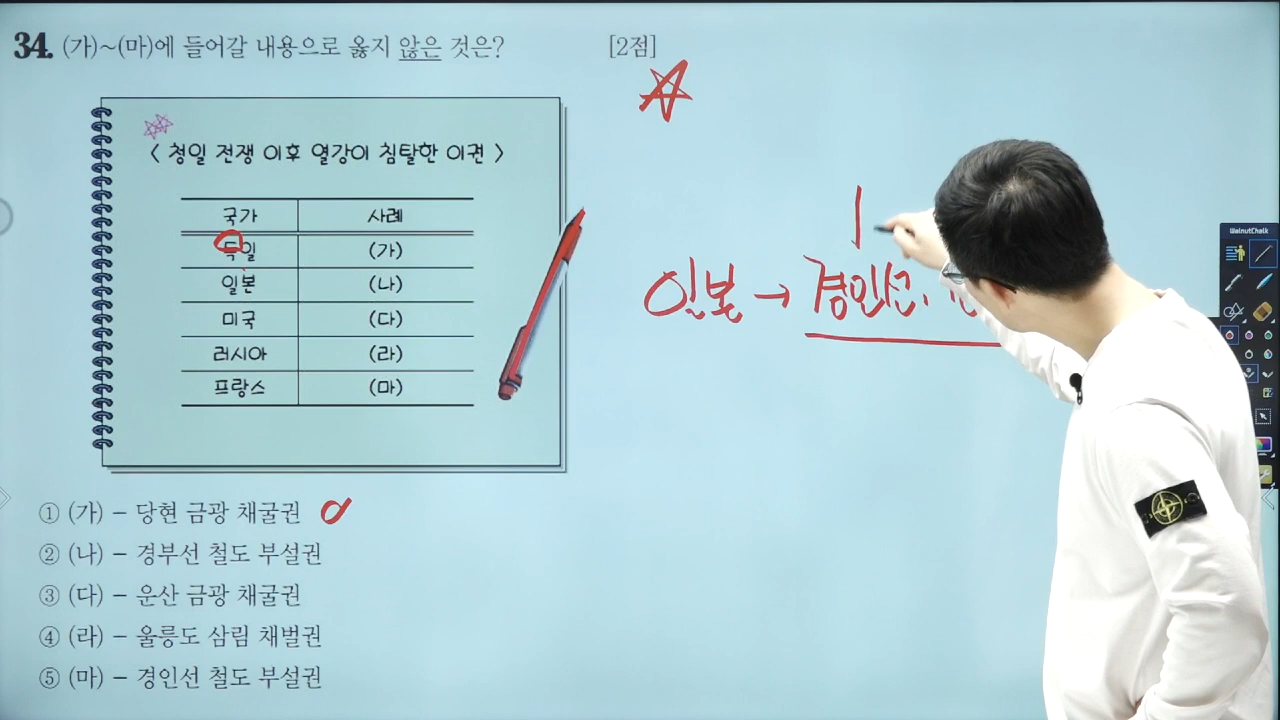 34. (가)~(마)에 들어갈 내용으로 옳지 않은 것은? [2점]
< 청일 전쟁 이후 열강이 침탈한 이권 >
국가 사례
독일 (가)
일본 (나)
미국 (다)
러시아 (라)
프랑스 (마)
① (가) - 당현 금광 채굴권
② (나) - 경부선 철도 부설권
③ (다) - 운산 금광 채굴권
④ (라) - 울릉도 삼림 채벌권
⑤ (마) - 경인선 철도 부설권
일본 → 경인선,
WalnutChalk